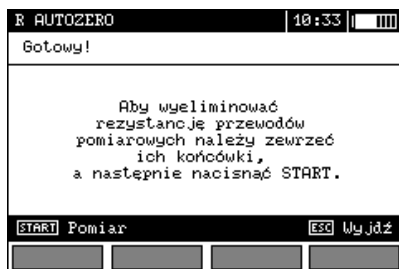 R AUTOZERO 10:33
Gotowy!
Aby wyeliminować
rezystancję przewodów
pomiarowych należy zewrzeć
ich końcówki,
a następnie nacisnąć START.
START Pomiar ESC Wyjdź